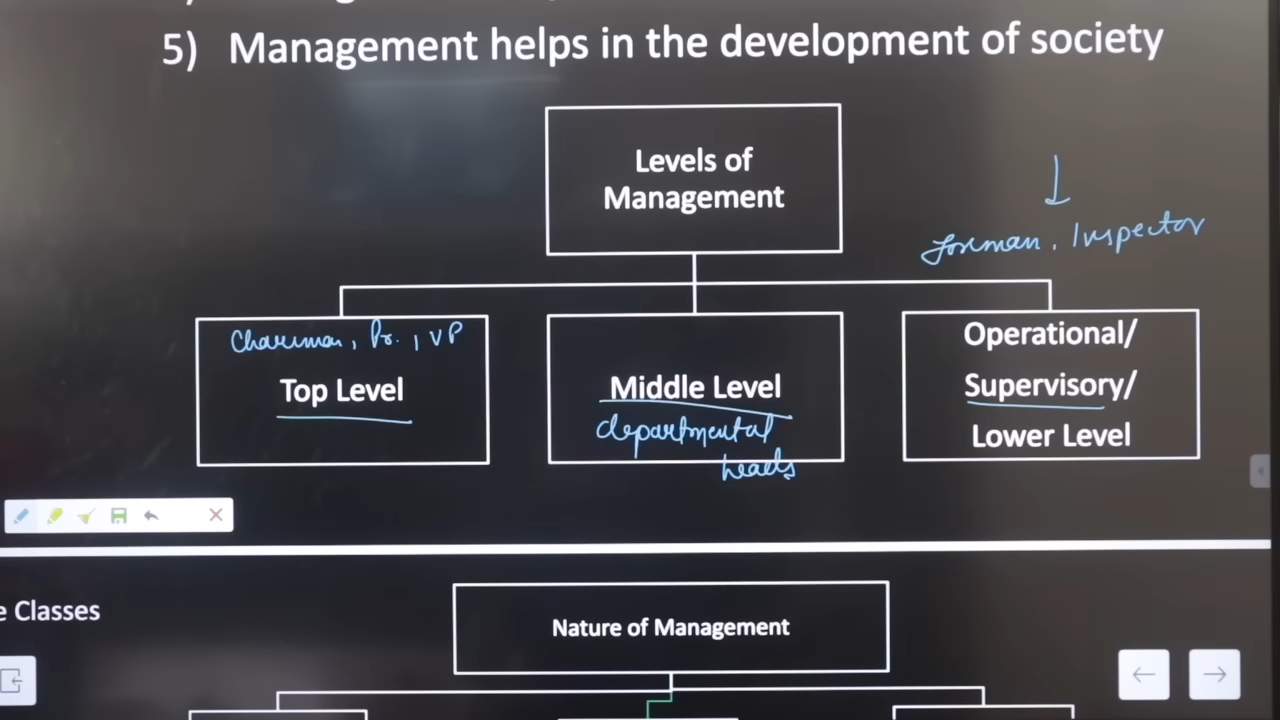 5) Management helps in the development of society
Levels of
Management
foreman. Inspector
Chairman, Pr., VP
Top Level
Middle Level
departmental
heads
Operational/
Supervisory/
Lower Level
e Classes
Nature of Management